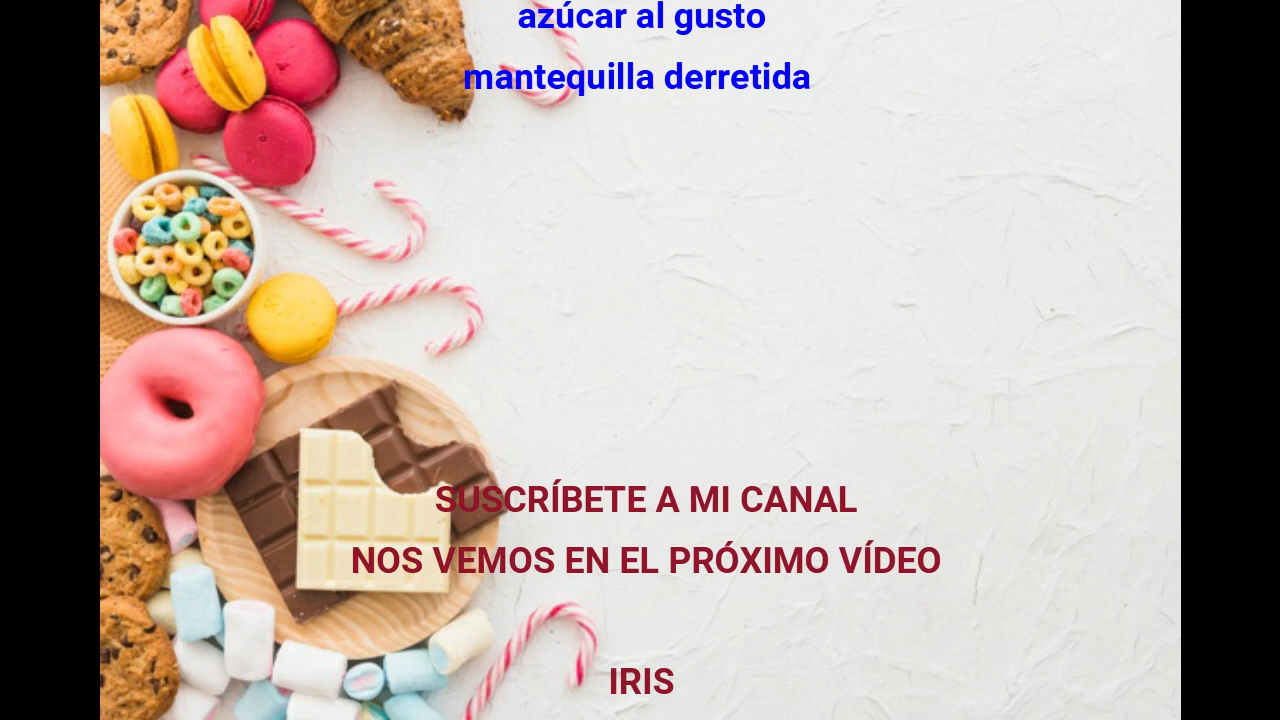 azúcar al gusto
mantequilla derretida
SUSCRÍBETE A MI CANAL
NOS VEMOS EN EL PRÓXIMO VÍDEO
IRIS